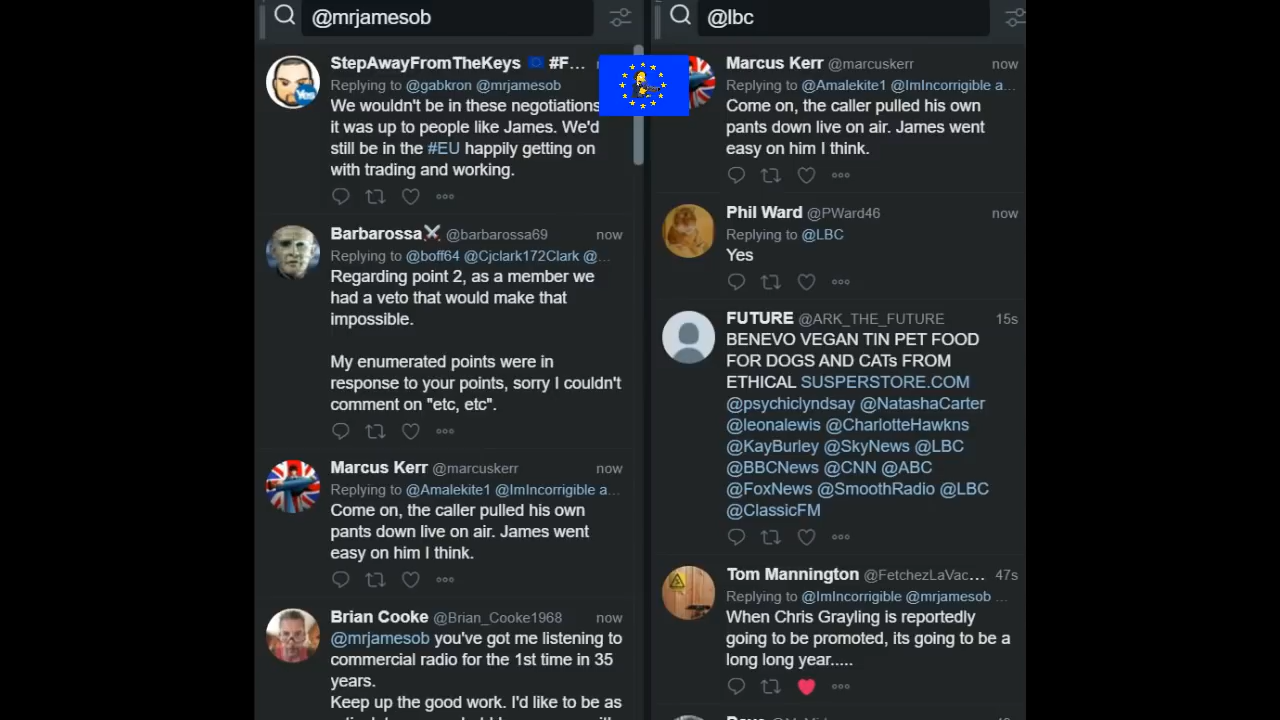 @mrjamesob
StepAwayFromTheKeys #F...
Replying to @gabkron @mrjamesob
We wouldn't be in these negotiations
it was up to people like James. We'd
still be in the #EU happily getting on
with trading and working.
Barbarossa @barbarossa69 now
Replying to @boff64 @Cjclark172Clark @...
Regarding point 2, as a member we
had a veto that would make that
impossible.
My enumerated points were in
response to your points, sorry I couldn't
comment on "etc, etc".
Marcus Kerr @marcuskerr now
Replying to @Amalekite1 @ImIncorrigible a...
Come on, the caller pulled his own
pants down live on air. James went
easy on him I think.
Brian Cooke @Brian_Cooke1968 now
@mrjamesob you've got me listening to
commercial radio for the 1st time in 35
years.
Keep up the good work. I'd like to be as
@lbc
Marcus Kerr @marcuskerr now
Replying to @Amalekite1 @ImIncorrigible a...
Come on, the caller pulled his own
pants down live on air. James went
easy on him I think.
Phil Ward @PWard46 now
Replying to @LBC
Yes
FUTURE @ARK_THE_FUTURE 15s
BENEVO VEGAN TIN PET FOOD
FOR DOGS AND CATs FROM
ETHICAL SUSPERSTORE.COM
@psychiclyndsay @NatashaCarter
@leonalewis @CharlotteHawkns
@KayBurley @SkyNews @LBC
@BBCNews @CNN @ABC
@FoxNews @SmoothRadio @LBC
@ClassicFM
Tom Mannington @FetchezLaVac... 47s
Replying to @ImIncorrigible @mrjamesob ...
When Chris Grayling is reportedly
going to be promoted, its going to be a
long long year.....